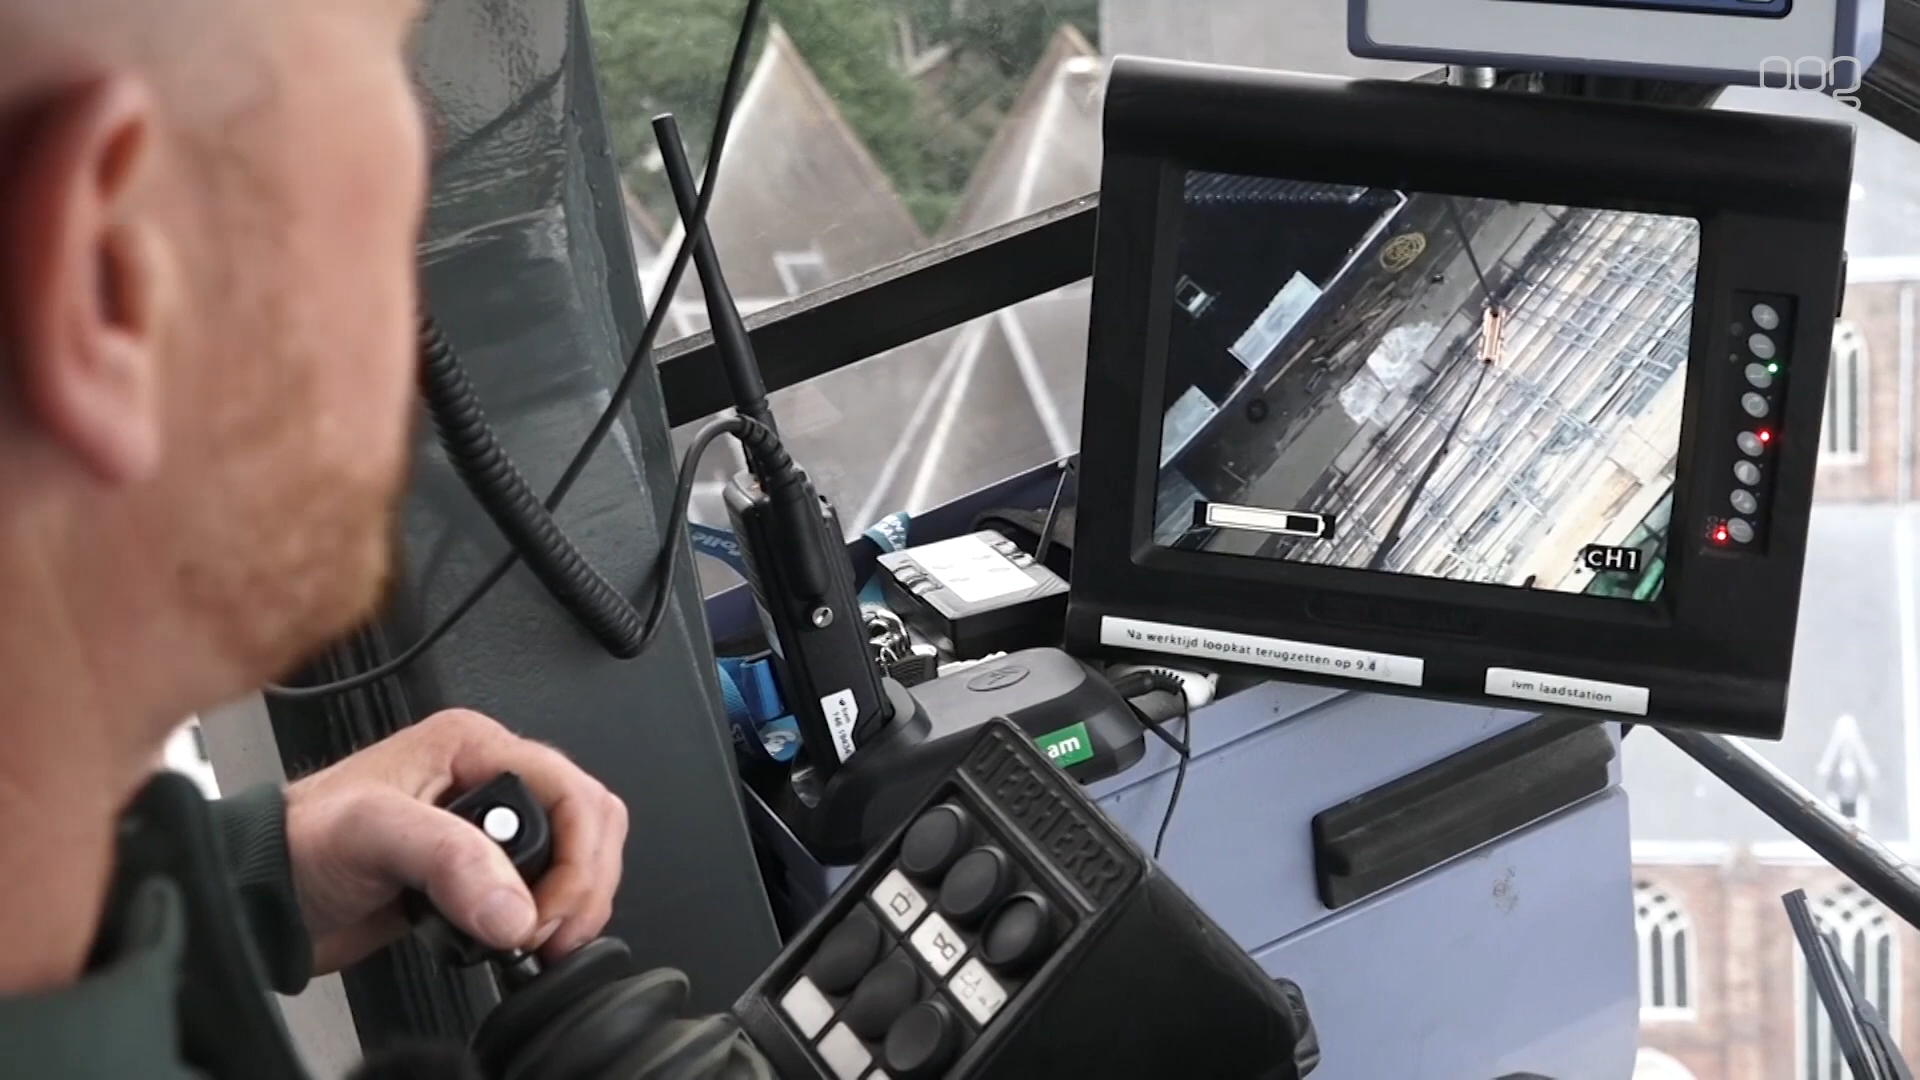 oog
CH1
Na werktijd loopkat terugzetten op 9.4
ivm laadstation
am
LIEBHERR